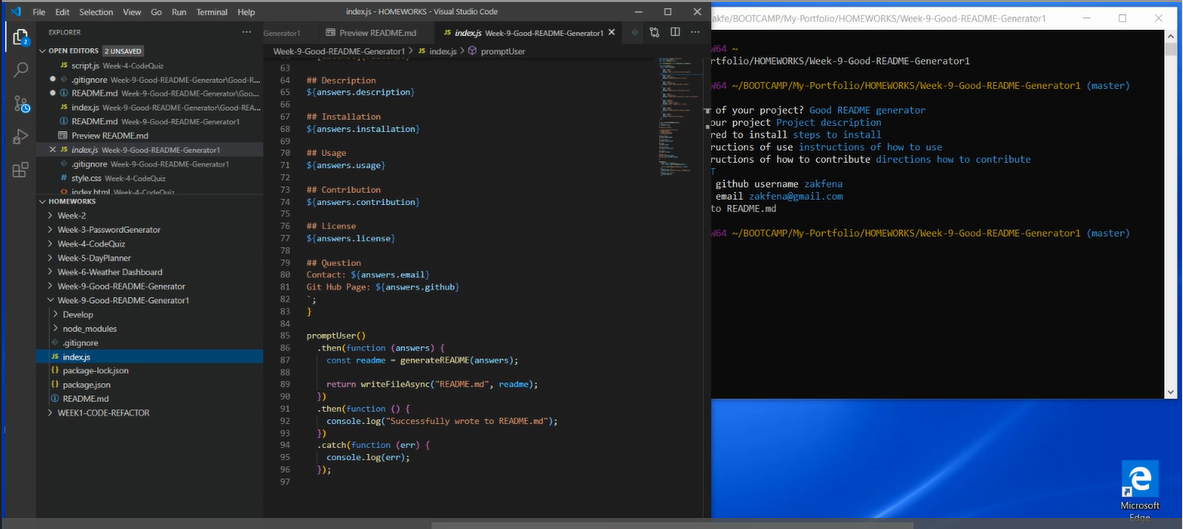 File Edit Selection View Go Run Terminal Help
index.js - HOMEWORKS - Visual Studio Code
EXPLORER
OPEN EDITORS 2 UNSAVED
script.js Week-4-CodeQuiz
.gitignore Week-9-Good-README-Generator\Good-R...
README.md Week-9-Good-README-Generator\Goo...
index.js Week-9-Good-README-Generator\Good-REA...
README.md Week-9-Good-README-Generator1
Preview README.md
index.js Week-9-Good-README-Generator1
.gitignore Week-9-Good-README-Generator1
style.css Week-4-CodeQuiz
index.html Week-4-CodeQuiz
HOMEWORKS
Week-2
Week-3-PasswordGenerator
Week-4-CodeQuiz
Week-5-DayPlanner
Week-6-Weather Dashboard
Week-9-Good-README-Generator
Week-9-Good-README-Generator1
Develop
node_modules
.gitignore
index.js
package-lock.json
package.json
README.md
WEEK1-CODE-REFACTOR
Generator1
Preview README.md
index.js Week-9-Good-README-Generator1
Week-9-Good-README-Generator1 > JS index.js > promptUser
63
64 ## Description
65 ${answers.description}
66
67 ## Installation
68 ${answers.installation}
69
70 ## Usage
71 ${answers.usage}
72
73 ## Contribution
74 ${answers.contribution}
75
76 ## License
77 ${answers.license}
78
79 ## Question
80 Contact: ${answers.email}
81 Git Hub Page: ${answers.github}
82 `;
83 }
84
85 promptUser()
86 .then(function (answers) {
87 const readme = generateREADME(answers);
88
89 return writeFileAsync("README.md", readme);
90 })
91 .then(function () {
92 console.log("Successfully wrote to README.md");
93 })
94 .catch(function (err) {
95 console.log(err);
96 });
97
akfe/BOOTCAMP/My-Portfolio/HOMEWORKS/Week-9-Good-README-Generator1
W64 ~
rtfolio/HOMEWORKS/Week-9-Good-README-Generator1
W64 ~/BOOTCAMP/My-Portfolio/HOMEWORKS/Week-9-Good-README-Generator1 (master)
of your project? Good README generator
our project Project description
red to install steps to install
ructions of use instructions of how to use
ructions of how to contribute directions how to contribute
T
github username zakfena
email zakfena@gmail.com
to README.md
W64 ~/BOOTCAMP/My-Portfolio/HOMEWORKS/Week-9-Good-README-Generator1 (master)
Microsoft
Edge